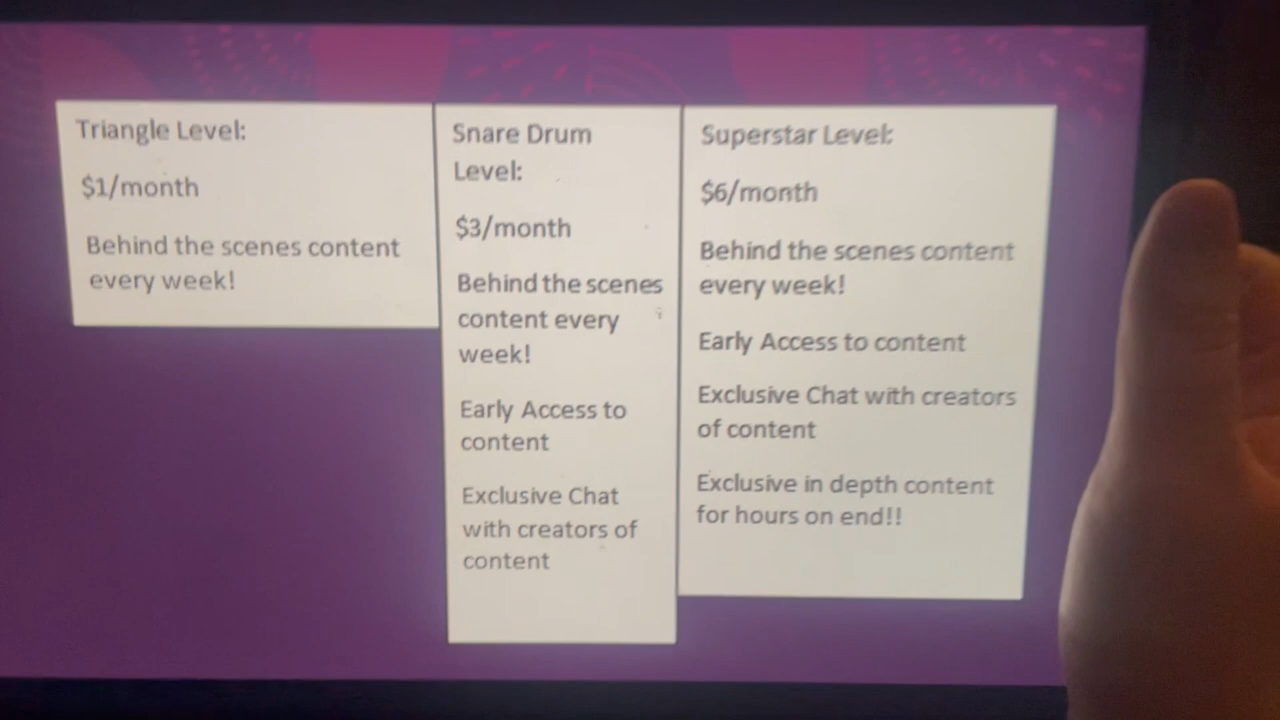 Triangle Level:
$1/month
Behind the scenes content
every week!
Snare Drum
Level:
$3/month
Behind the scenes
content every
week!
Early Access to
content
Exclusive Chat
with creators of
content
Superstar Level:
$6/month
Behind the scenes content
every week!
Early Access to content
Exclusive Chat with creators
of content
Exclusive in depth content
for hours on end!!